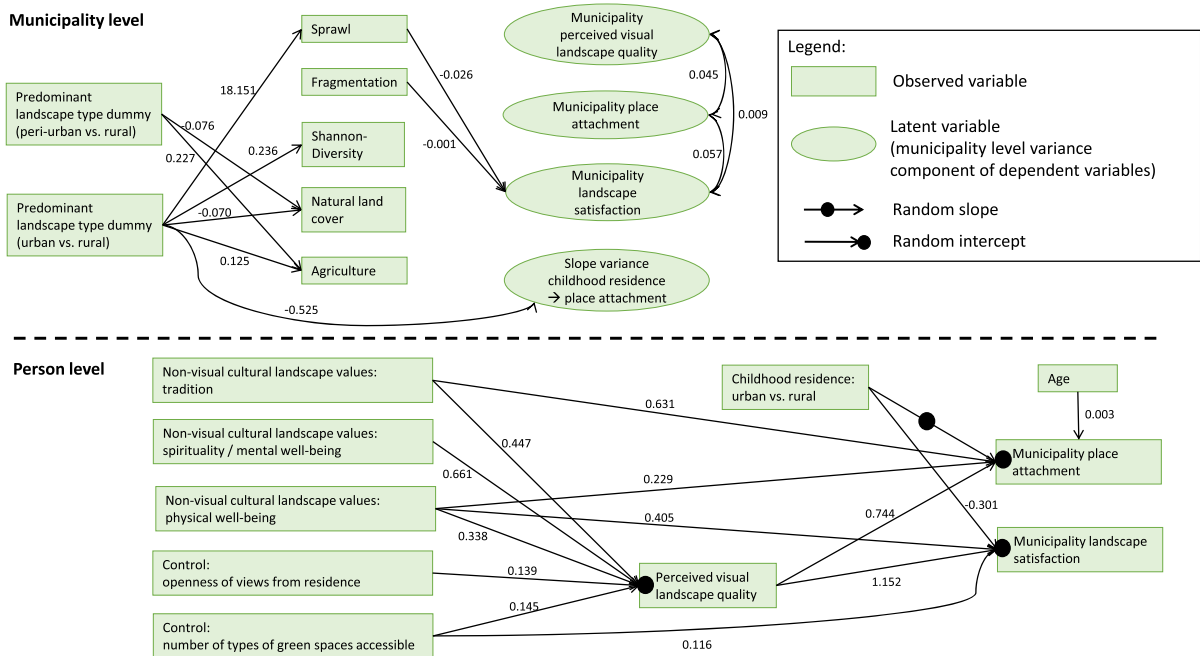 Municipality level
Predominant
landscape type dummy
(peri-urban vs. rural)
Predominant
landscape type dummy
(urban vs. rural)
18.151
-0.076
0.227
0.236
-0.070
0.125
-0.525
Sprawl
Fragmentation
Shannon-
Diversity
Natural land
cover
Agriculture
-0.026
-0.001
Municipality
perceived visual
landscape quality
Municipality place
attachment
Municipality
landscape
satisfaction
Slope variance
childhood residence
→ place attachment
0.045
0.009
0.057
Legend:
Observed variable
Latent variable
(municipality level variance
component of dependent variables)
Random slope
Random intercept
Person level
Non-visual cultural landscape values:
tradition
Non-visual cultural landscape values:
spirituality / mental well-being
Non-visual cultural landscape values:
physical well-being
Control:
openness of views from residence
Control:
number of types of green spaces accessible
0.631
0.447
0.661
0.229
0.405
0.338
0.139
0.145
0.116
Perceived visual
landscape quality
0.744
1.152
Childhood residence:
urban vs. rural
-0.301
Age
0.003
Municipality place
attachment
Municipality landscape
satisfaction